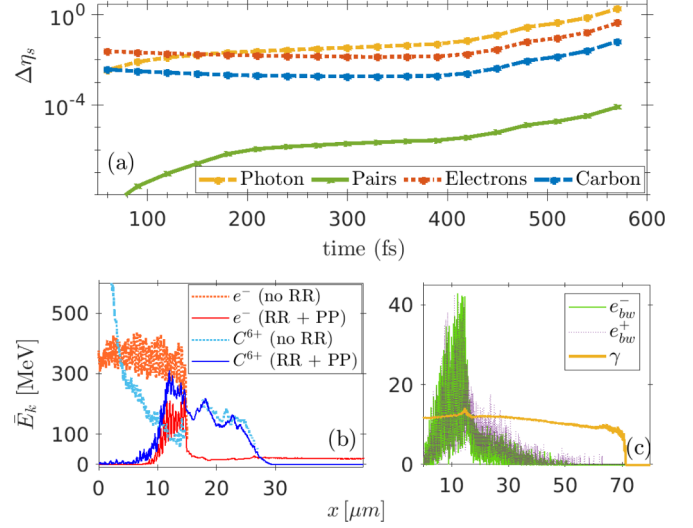 10^0
Δη_s
10^-4
(a)
Photon Pairs Electrons Carbon
100 200 300 400 500 600
time (fs)
500
300
100
0
Ē_k [MeV]
e^- (no RR)
e^- (RR + PP)
C^6+ (no RR)
C^6+ (RR + PP)
(b)
0 10 20 30
40
20
0
e^-_bw
e^+_bw
γ
(c)
10 30 50 70
x [μm]